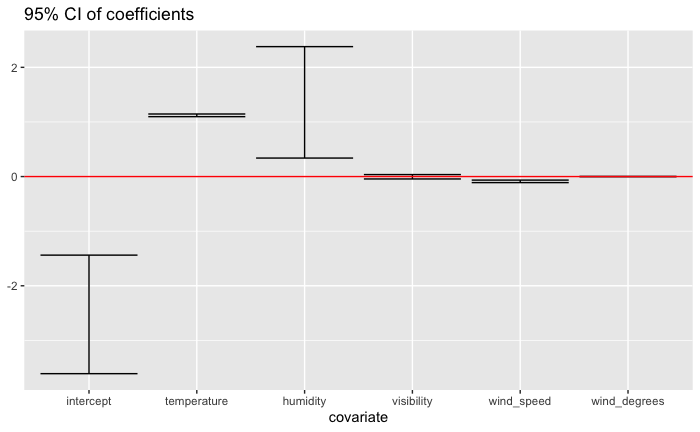 95% CI of coefficients
2
0
-2
intercept temperature humidity visibility wind_speed wind_degrees
covariate